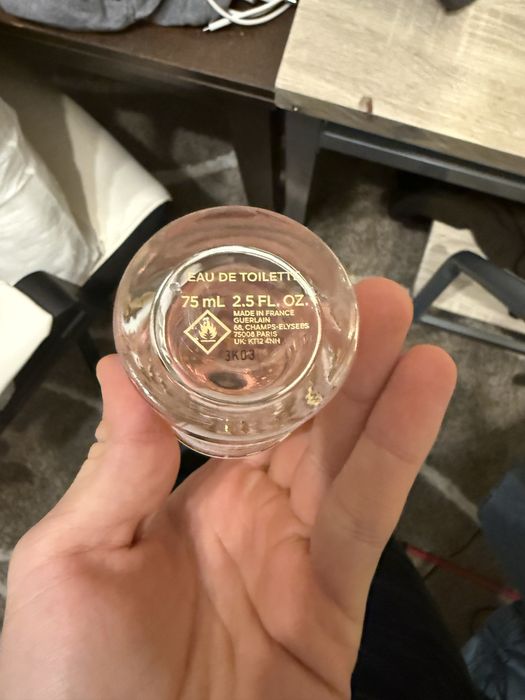 EAU DE TOILETTE
75 mL 2.5 FL. OZ.
MADE IN FRANCE
GUERLAIN
68, CHAMPS-ELYSEES
75008 PARIS
UK: KT12 4NH
3K03